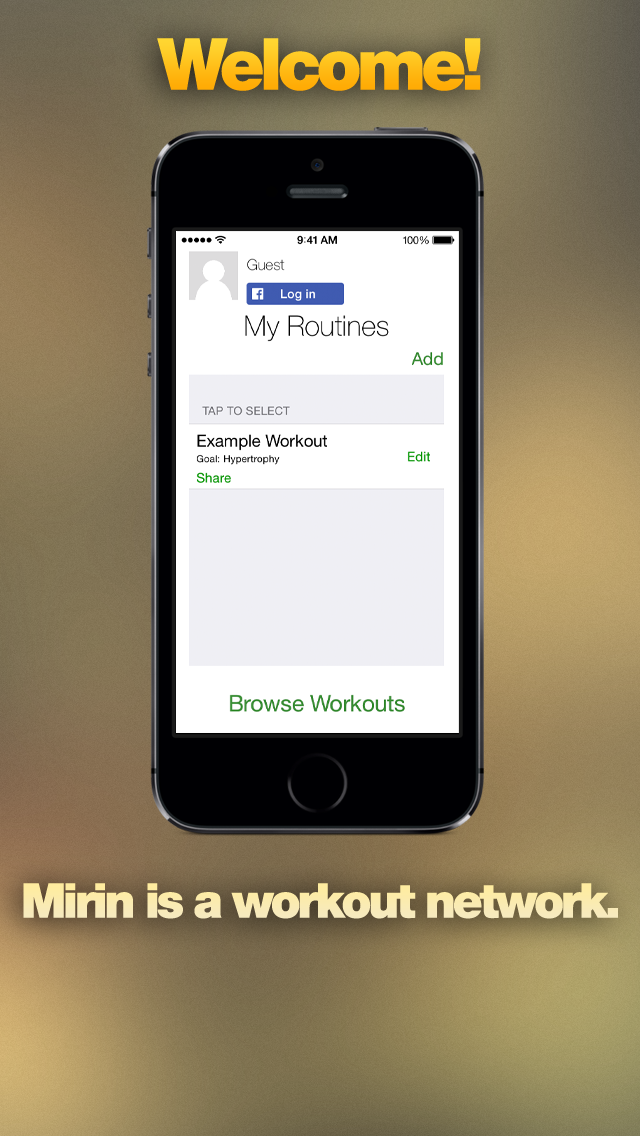 Welcome!
9:41 AM 100%
Guest
Log in
My Routines
Add
TAP TO SELECT
Example Workout
Goal: Hypertrophy
Edit
Share
Browse Workouts
Mirin is a workout network.